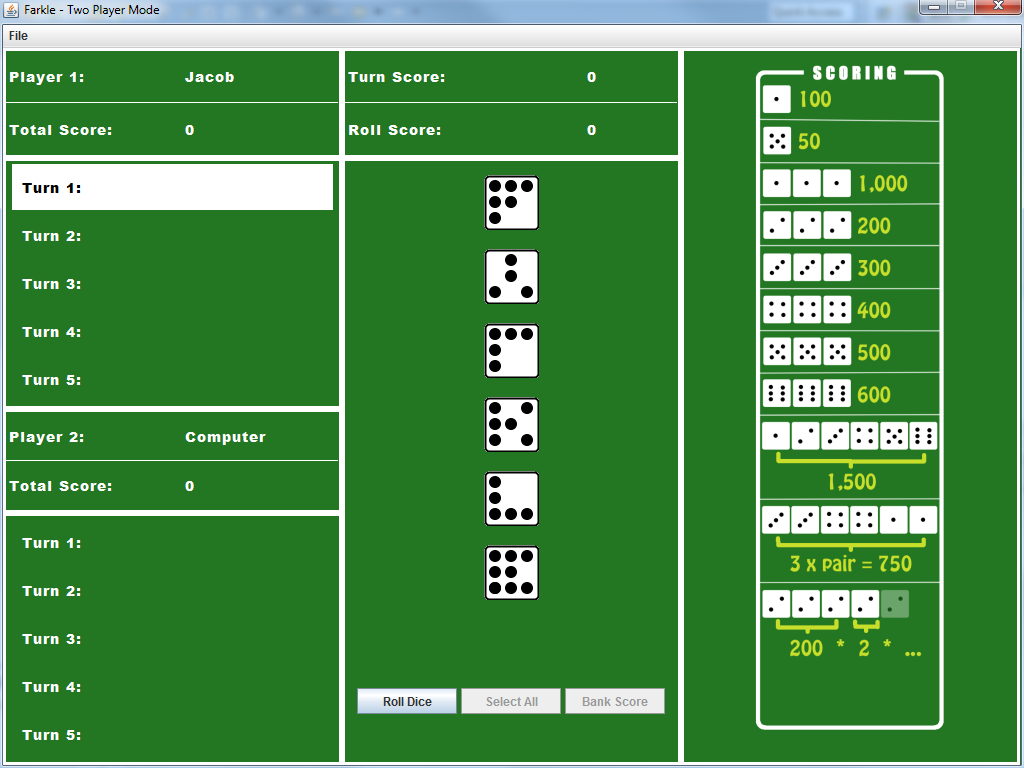 Farkle - Two Player Mode
File
Player 1: Jacob
Total Score: 0
Turn 1:
Turn 2:
Turn 3:
Turn 4:
Turn 5:
Player 2: Computer
Total Score: 0
Turn 1:
Turn 2:
Turn 3:
Turn 4:
Turn 5:
Turn Score: 0
Roll Score: 0
Roll Dice Select All Bank Score
SCORING
100
50
1,000
200
300
400
500
600
1,500
3 x pair = 750
200 * 2 * ...